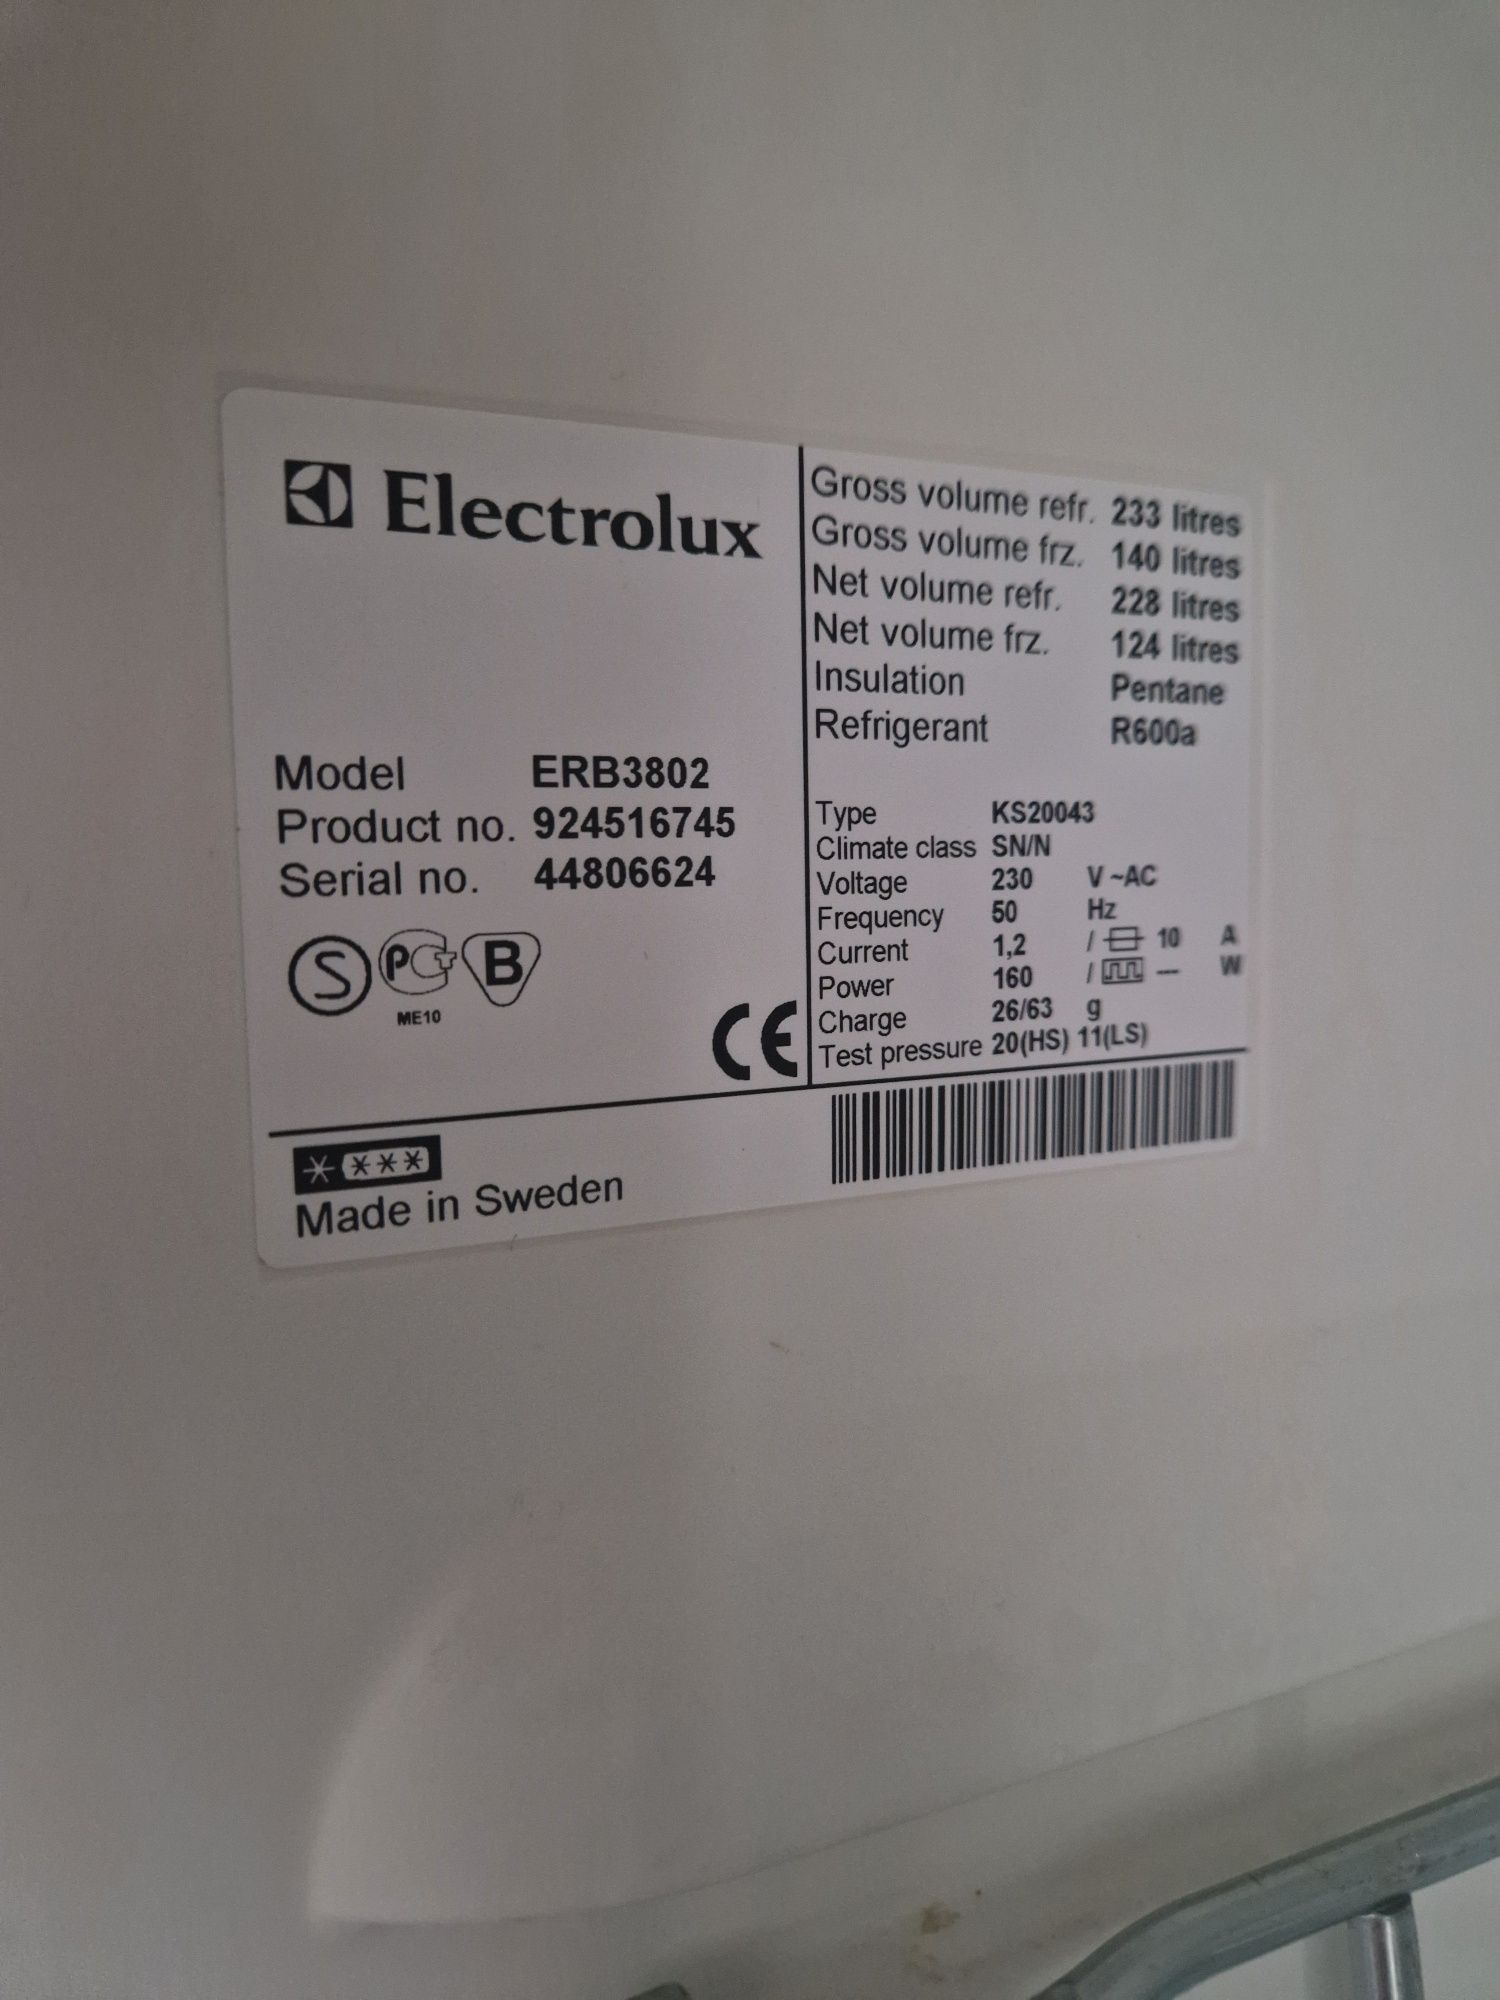 Electrolux
Model ERB3802
Product no. 924516745
Serial no. 44806624
S PCT B
ME10
CE
Gross volume refr. 233 litres
Gross volume frz. 140 litres
Net volume refr. 228 litres
Net volume frz. 124 litres
Insulation Pentane
Refrigerant R600a
Type KS20043
Climate class SN/N
Voltage 230 V ~AC
Frequency 50 Hz
Current 1,2 / 10 A
Power 160 / — W
Charge 26/63 g
Test pressure 20(HS) 11(LS)
Made in Sweden